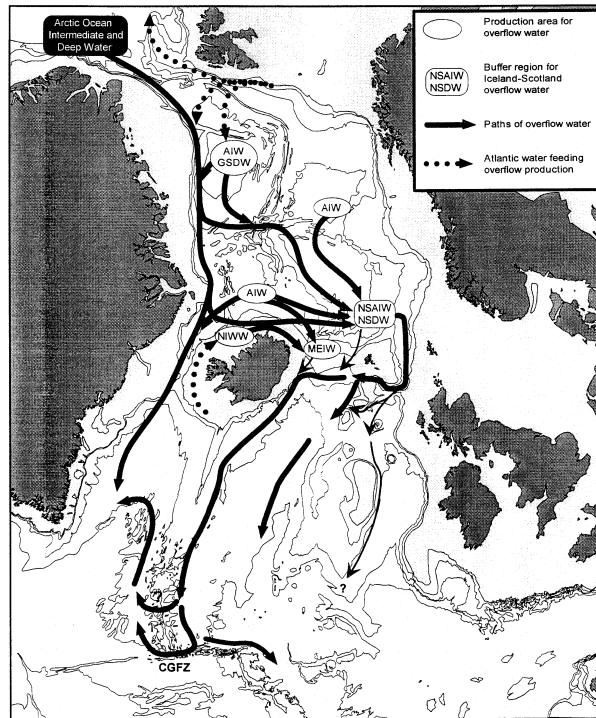 Arctic Ocean
Intermediate and
Deep Water
Production area for
overflow water
NSAIW
NSDW
Buffer region for
Iceland-Scotland
overflow water
Paths of overflow water
Atlantic water feeding
overflow production
AIW
GSDW
AIW
AIW
NSAIW
NSDW
NIWW
MEIW
?
?
CGFZ